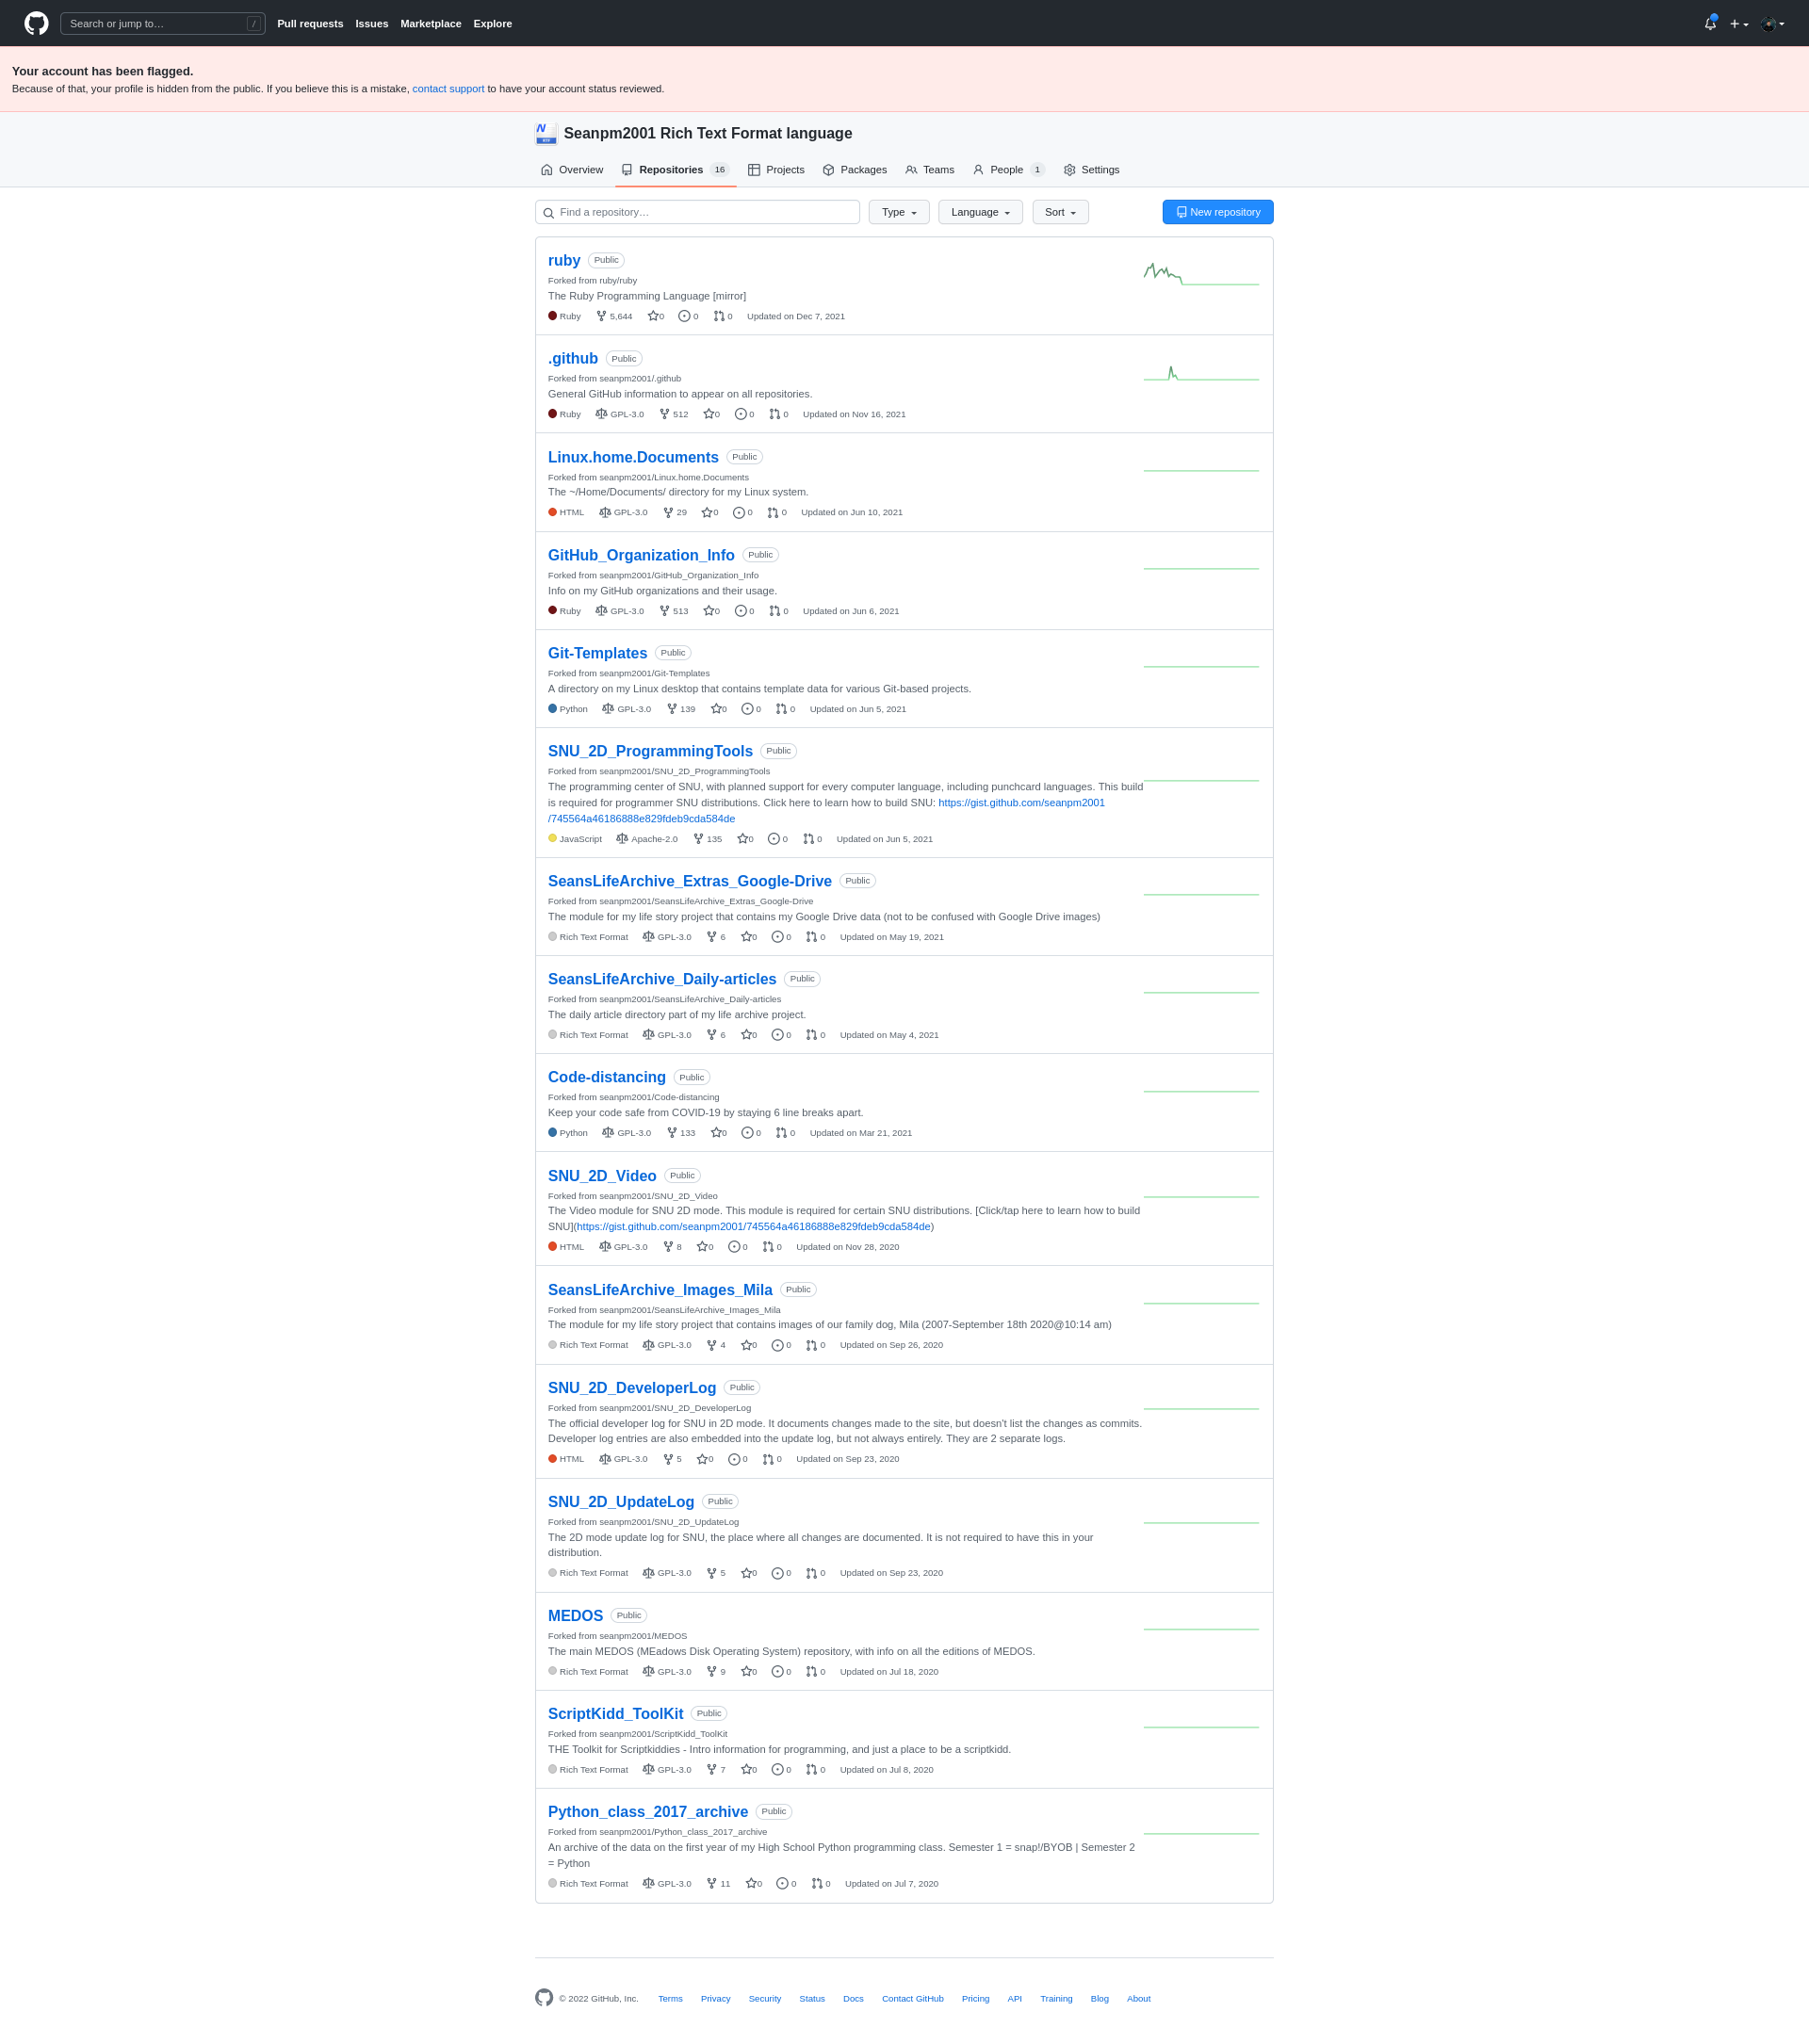 Search or jump to… /
Pull requests Issues Marketplace Explore
Your account has been flagged.
Because of that, your profile is hidden from the public. If you believe this is a mistake, contact support to have your account status reviewed.
Seanpm2001 Rich Text Format language
Overview Repositories 16 Projects Packages Teams People 1 Settings
Find a repository… Type Language Sort New repository
ruby Public
Forked from ruby/ruby
The Ruby Programming Language [mirror]
Ruby 5,644 0 0 0 Updated on Dec 7, 2021
.github Public
Forked from seanpm2001/.github
General GitHub information to appear on all repositories.
Ruby GPL-3.0 512 0 0 0 Updated on Nov 16, 2021
Linux.home.Documents Public
Forked from seanpm2001/Linux.home.Documents
The ~/Home/Documents/ directory for my Linux system.
HTML GPL-3.0 29 0 0 0 Updated on Jun 10, 2021
GitHub_Organization_Info Public
Forked from seanpm2001/GitHub_Organization_Info
Info on my GitHub organizations and their usage.
Ruby GPL-3.0 513 0 0 0 Updated on Jun 6, 2021
Git-Templates Public
Forked from seanpm2001/Git-Templates
A directory on my Linux desktop that contains template data for various Git-based projects.
Python GPL-3.0 139 0 0 0 Updated on Jun 5, 2021
SNU_2D_ProgrammingTools Public
Forked from seanpm2001/SNU_2D_ProgrammingTools
The programming center of SNU, with planned support for every computer language, including punchcard languages. This build
is required for programmer SNU distributions. Click here to learn how to build SNU: https://gist.github.com/seanpm2001
/745564a46186888e829fdeb9cda584de
JavaScript Apache-2.0 135 0 0 0 Updated on Jun 5, 2021
SeansLifeArchive_Extras_Google-Drive Public
Forked from seanpm2001/SeansLifeArchive_Extras_Google-Drive
The module for my life story project that contains my Google Drive data (not to be confused with Google Drive images)
Rich Text Format GPL-3.0 6 0 0 0 Updated on May 19, 2021
SeansLifeArchive_Daily-articles Public
Forked from seanpm2001/SeansLifeArchive_Daily-articles
The daily article directory part of my life archive project.
Rich Text Format GPL-3.0 6 0 0 0 Updated on May 4, 2021
Code-distancing Public
Forked from seanpm2001/Code-distancing
Keep your code safe from COVID-19 by staying 6 line breaks apart.
Python GPL-3.0 133 0 0 0 Updated on Mar 21, 2021
SNU_2D_Video Public
Forked from seanpm2001/SNU_2D_Video
The Video module for SNU 2D mode. This module is required for certain SNU distributions. [Click/tap here to learn how to build
SNU](https://gist.github.com/seanpm2001/745564a46186888e829fdeb9cda584de)
HTML GPL-3.0 8 0 0 0 Updated on Nov 28, 2020
SeansLifeArchive_Images_Mila Public
Forked from seanpm2001/SeansLifeArchive_Images_Mila
The module for my life story project that contains images of our family dog, Mila (2007-September 18th 2020@10:14 am)
Rich Text Format GPL-3.0 4 0 0 0 Updated on Sep 26, 2020
SNU_2D_DeveloperLog Public
Forked from seanpm2001/SNU_2D_DeveloperLog
The official developer log for SNU in 2D mode. It documents changes made to the site, but doesn't list the changes as commits.
Developer log entries are also embedded into the update log, but not always entirely. They are 2 separate logs.
HTML GPL-3.0 5 0 0 0 Updated on Sep 23, 2020
SNU_2D_UpdateLog Public
Forked from seanpm2001/SNU_2D_UpdateLog
The 2D mode update log for SNU, the place where all changes are documented. It is not required to have this in your
distribution.
Rich Text Format GPL-3.0 5 0 0 0 Updated on Sep 23, 2020
MEDOS Public
Forked from seanpm2001/MEDOS
The main MEDOS (MEadows Disk Operating System) repository, with info on all the editions of MEDOS.
Rich Text Format GPL-3.0 9 0 0 0 Updated on Jul 18, 2020
ScriptKidd_ToolKit Public
Forked from seanpm2001/ScriptKidd_ToolKit
THE Toolkit for Scriptkiddies - Intro information for programming, and just a place to be a scriptkidd.
Rich Text Format GPL-3.0 7 0 0 0 Updated on Jul 8, 2020
Python_class_2017_archive Public
Forked from seanpm2001/Python_class_2017_archive
An archive of the data on the first year of my High School Python programming class. Semester 1 = snap!/BYOB | Semester 2
= Python
Rich Text Format GPL-3.0 11 0 0 0 Updated on Jul 7, 2020
© 2022 GitHub, Inc. Terms Privacy Security Status Docs Contact GitHub Pricing API Training Blog About